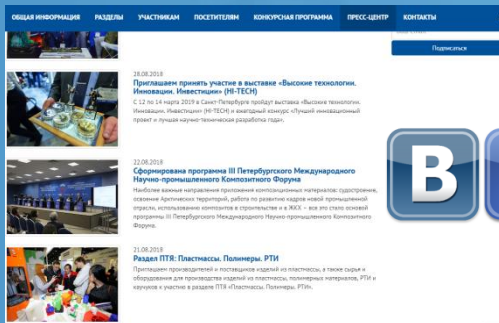 ОБЩАЯ ИНФОРМАЦИЯ РАЗДЕЛЫ УЧАСТНИКАМ ПОСЕТИТЕЛЯМ КОНКУРСНАЯ ПРОГРАММА ПРЕСС-ЦЕНТР КОНТАКТЫ
Подписаться
28.08.2018
Приглашаем принять участие в выставке «Высокие технологии.
Инновации. Инвестиции» (HI-TECH)
С 12 по 14 марта 2019 в Санкт-Петербурге пройдут выставка «Высокие технологии.
Инновации. Инвестиции» (HI-TECH) и ежегодный конкурс «Лучший инновационный
проект и лучшая научно-техническая разработка года».
22.08.2018
Сформирована программа III Петербургского Международного
Научно-промышленного Композитного Форума
Наиболее важные направления приложения композиционных материалов: судостроение,
освоение Арктических территорий, работа по развитию кадров новой промышленной
отрасли, использованию композитов в строительстве и в ЖКХ – все это стало основой
программы III Петербургского Международного Научно-промышленного Композитного
Форума.
В
21.08.2018
Раздел ПТЯ: Пластмассы. Полимеры. РТИ
Приглашаем производителей и поставщиков изделий из пластмассы, а также сырья и
оборудования для производства изделий из пластмассы, полимерных материалов, РТИ и
каучуков к участию в разделе ПТЯ «Пластмассы. Полимеры. РТИ».